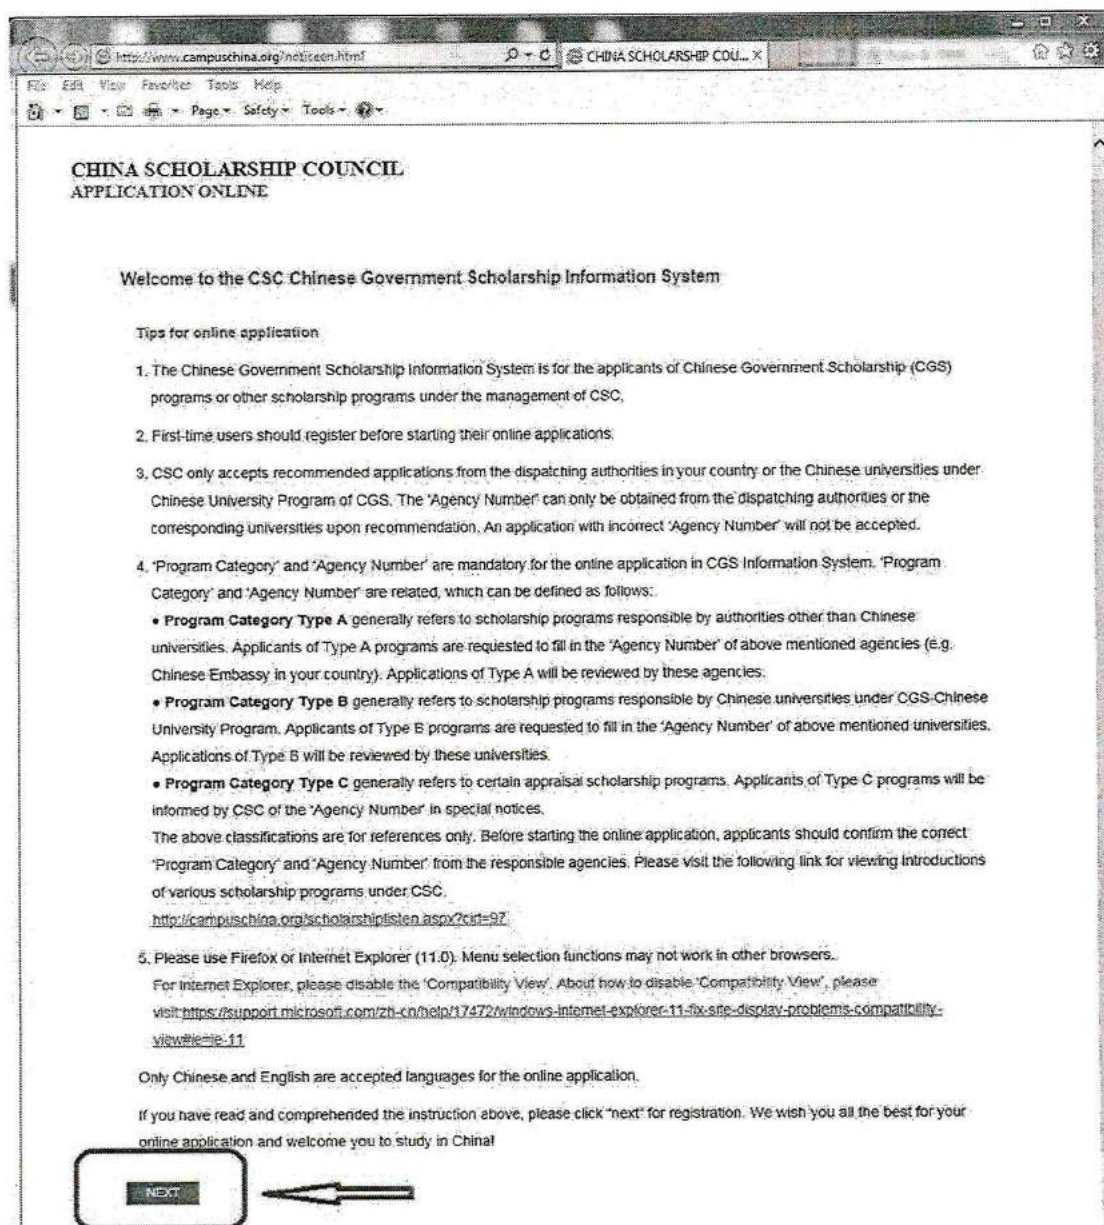 http://www.campuschina.org/noticeen.html
CHINA SCHOLARSHIP COU... X
File Edit View Favorites Tools Help
Page Safety Tools
CHINA SCHOLARSHIP COUNCIL
APPLICATION ONLINE
Welcome to the CSC Chinese Government Scholarship Information System
Tips for online application
1. The Chinese Government Scholarship Information System is for the applicants of Chinese Government Scholarship (CGS)
programs or other scholarship programs under the management of CSC.
2. First-time users should register before starting their online applications.
3. CSC only accepts recommended applications from the dispatching authorities in your country or the Chinese universities under
Chinese University Program of CGS. The 'Agency Number' can only be obtained from the dispatching authorities or the
corresponding universities upon recommendation. An application with incorrect 'Agency Number' will not be accepted.
4. 'Program Category' and 'Agency Number' are mandatory for the online application in CGS Information System. 'Program
Category' and 'Agency Number' are related, which can be defined as follows:
• Program Category Type A generally refers to scholarship programs responsible by authorities other than Chinese
universities. Applicants of Type A programs are requested to fill in the 'Agency Number' of above mentioned agencies (e.g.
Chinese Embassy in your country). Applications of Type A will be reviewed by these agencies.
• Program Category Type B generally refers to scholarship programs responsible by Chinese universities under CGS-Chinese
University Program. Applicants of Type B programs are requested to fill in the 'Agency Number' of above mentioned universities.
Applications of Type B will be reviewed by these universities.
• Program Category Type C generally refers to certain appraisal scholarship programs. Applicants of Type C programs will be
informed by CSC of the 'Agency Number' in special notices.
The above classifications are for references only. Before starting the online application, applicants should confirm the correct
'Program Category' and 'Agency Number' from the responsible agencies. Please visit the following link for viewing introductions
of various scholarship programs under CSC.
http://campuschina.org/scholarshiplisten.aspx?cid=97
5. Please use Firefox or Internet Explorer (11.0). Menu selection functions may not work in other browsers.
For Internet Explorer, please disable the 'Compatibility View'. About how to disable 'Compatibility View', please
visit:https://support.microsoft.com/zh-cn/help/17472/windows-internet-explorer-11-fix-site-display-problems-compatibility-
view#ie=ie-11
Only Chinese and English are accepted languages for the online application.
If you have read and comprehended the instruction above, please click "next" for registration. We wish you all the best for your
online application and welcome you to study in China!
NEXT